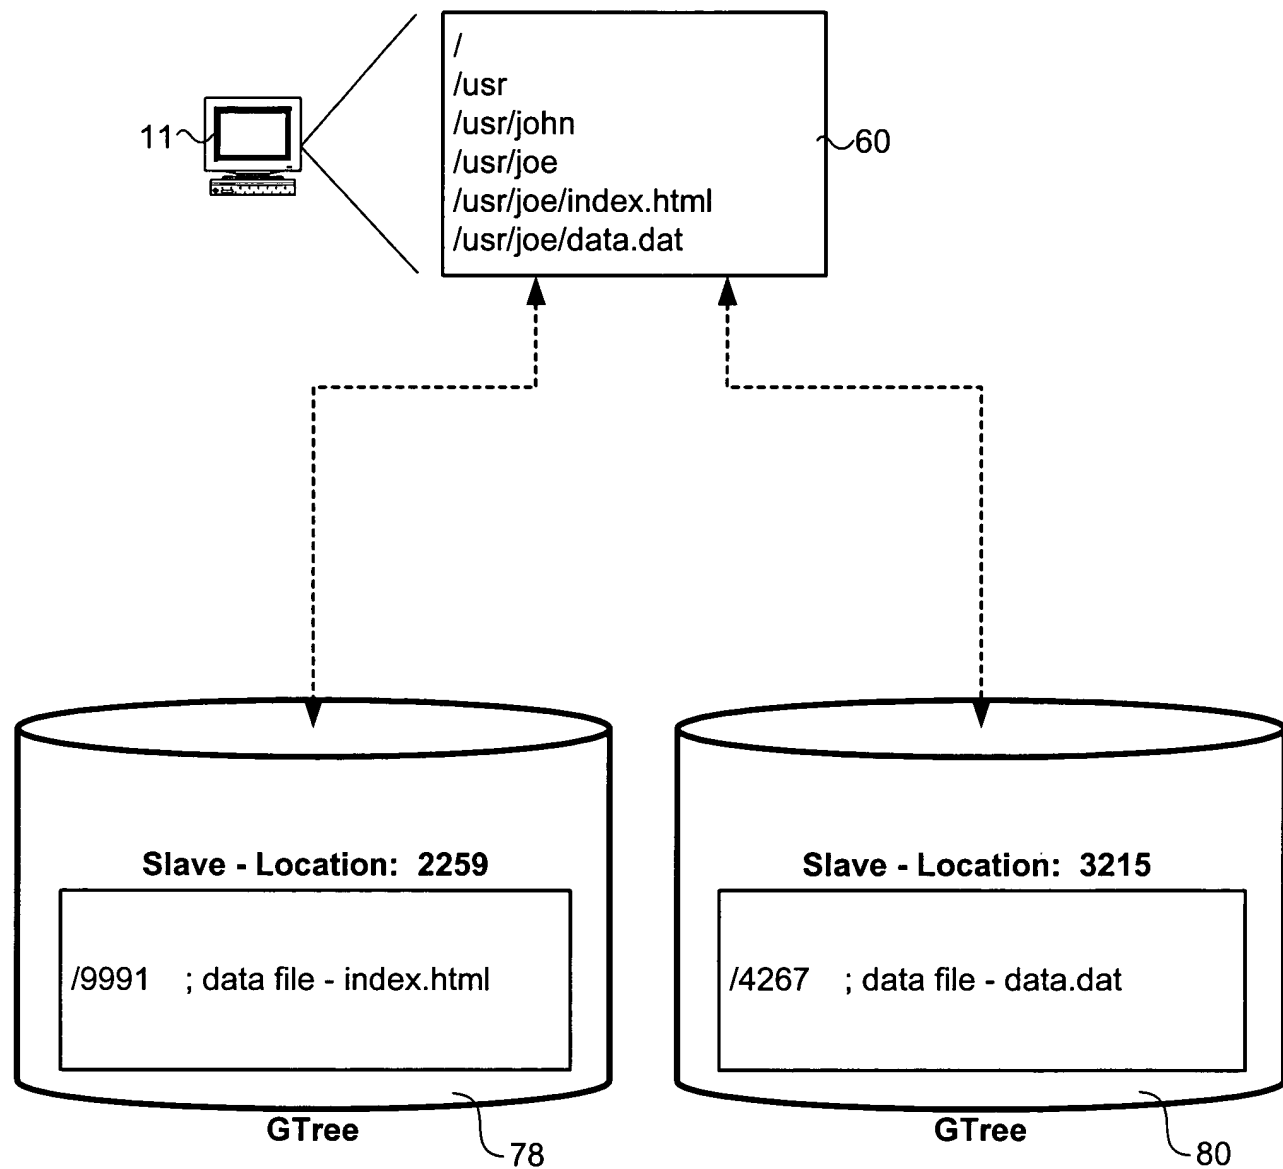 /
/usr
/usr/john
/usr/joe
/usr/joe/index.html
/usr/joe/data.dat
11
60
Slave - Location: 2259
/9991 ; data file - index.html
GTree
78
Slave - Location: 3215
/4267 ; data file - data.dat
GTree
80